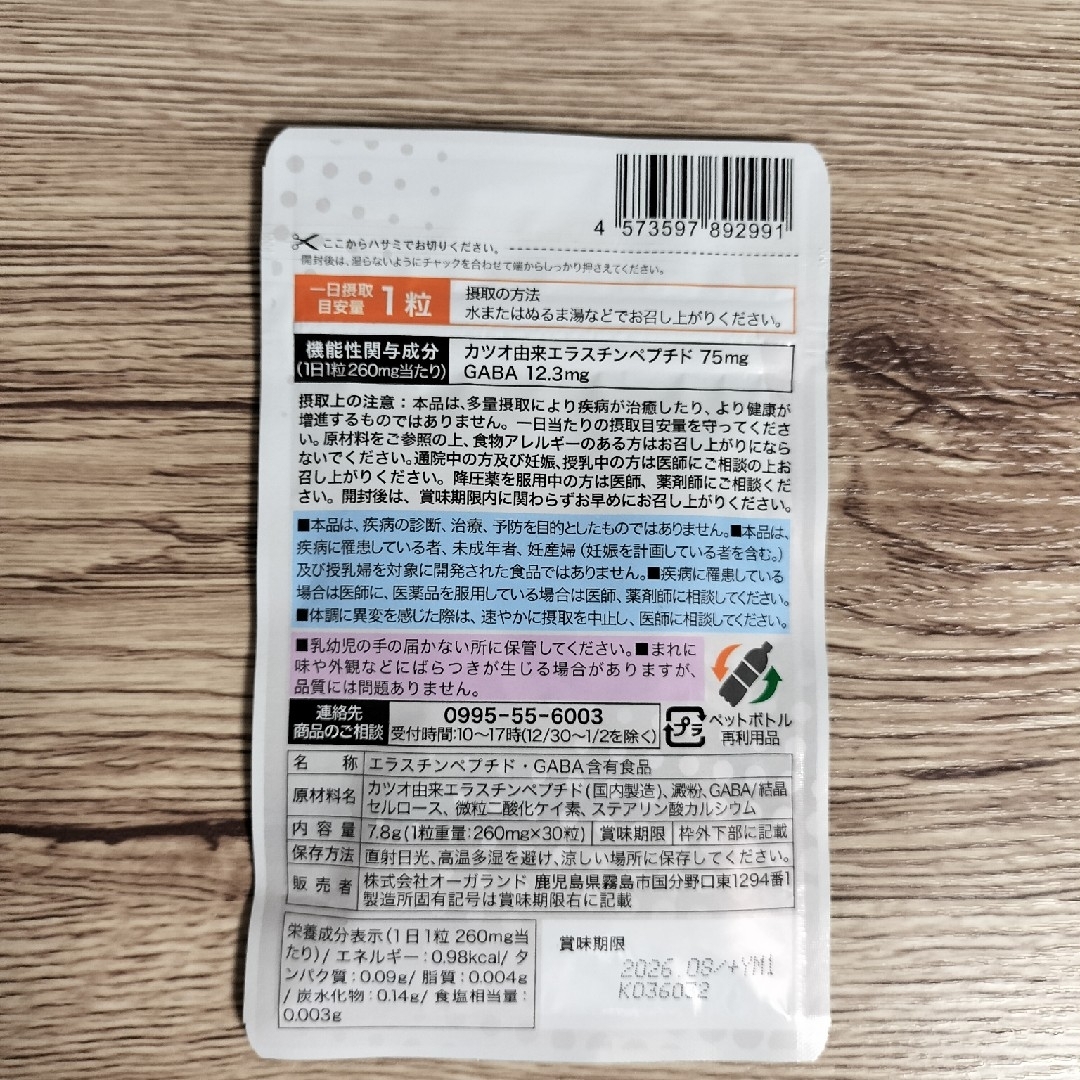 4 573597 892991
ここからハサミでお切りください。
開封後は、湿らないようにチャックを合わせて端からしっかり押さえてください。
一日摂取
目安量
1粒
摂取の方法
水またはぬるま湯などでお召し上がりください。
機能性関与成分
(1日1粒260mg当たり)
カツオ由来エラスチンペプチド 75mg
GABA 12.3mg
摂取上の注意:本品は、多量摂取により疾病が治癒したり、より健康が
増進するものではありません。一日当たりの摂取目安量を守ってくださ
い。原材料をご参照の上、食物アレルギーのある方はお召し上がりになら
ないでください。通院中の方及び妊娠、授乳中の方は医師にご相談の上お
召し上がりください。降圧薬を服用中の方は医師、薬剤師にご相談くだ
さい。開封後は、賞味期限内に関わらずお早めにお召し上がりください。
■本品は、疾病の診断、治療、予防を目的としたものではありません。■本品は、
疾病に罹患している者、未成年者、妊産婦(妊娠を計画している者を含む。)
及び授乳婦を対象に開発された食品ではありません。■疾病に罹患している
場合は医師に、医薬品を服用している場合は医師、薬剤師に相談してください。
■体調に異変を感じた際は、速やかに摂取を中止し、医師に相談してください。
■乳幼児の手の届かない所に保管してください。■まれに
味や外観などにばらつきが生じる場合がありますが、
品質には問題ありません。
連絡先
商品のご相談
0995-55-6003
受付時間:10〜17時(12/30〜1/2を除く)
プラ
ペットボトル
再利用品
名 称 エラスチンペプチド・GABA含有食品
原材料名 カツオ由来エラスチンペプチド(国内製造)、澱粉、GABA/結晶
セルロース、微粒二酸化ケイ素、ステアリン酸カルシウム
内容量 7.8g(1粒重量:260mg×30粒) 賞味期限 枠外下部に記載
保存方法 直射日光、高温多湿を避け、涼しい場所に保存してください。
販売者 株式会社オーガランド 鹿児島県霧島市国分野口東1294番1
製造所固有記号は賞味期限右に記載
栄養成分表示(1日1粒 260mg当
たり)/ エネルギー:0.98kcal/ タ
ンパク質:0.09g/ 脂質:0.004g
/ 炭水化物:0.14g/ 食塩相当量:
0.003g
賞味期限
2026.08/+YM1